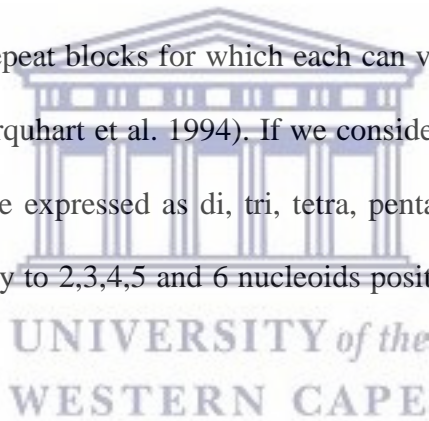 epeat blocks for which each can v
rquhart et al. 1994). If we conside
e expressed as di, tri, tetra, penta
y to 2,3,4,5 and 6 nucleoids posit
UNIVERSITY of the
WESTERN CAPE